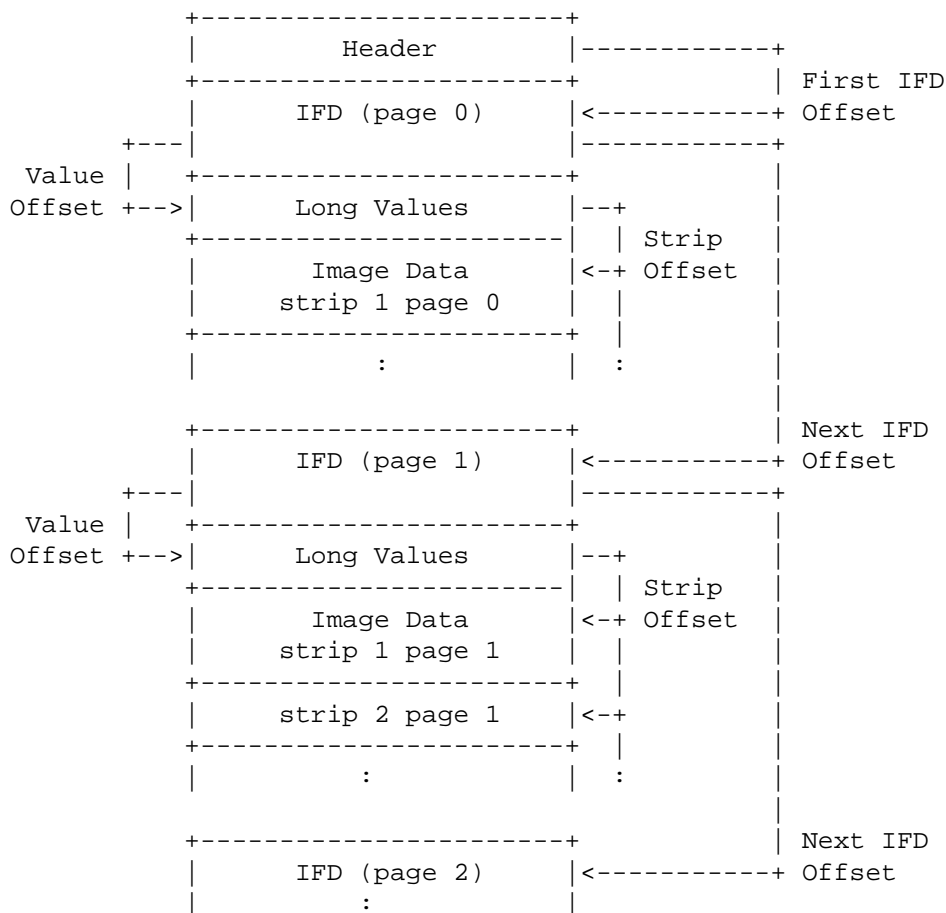 Header
First IFD
IFD (page 0) Offset
Value
Offset Long Values
Strip
Image Data Offset
strip 1 page 0
:
:
Next IFD
IFD (page 1) Offset
Value
Offset Long Values
Strip
Image Data Offset
strip 1 page 1
strip 2 page 1
: :
Next IFD
IFD (page 2) Offset
: